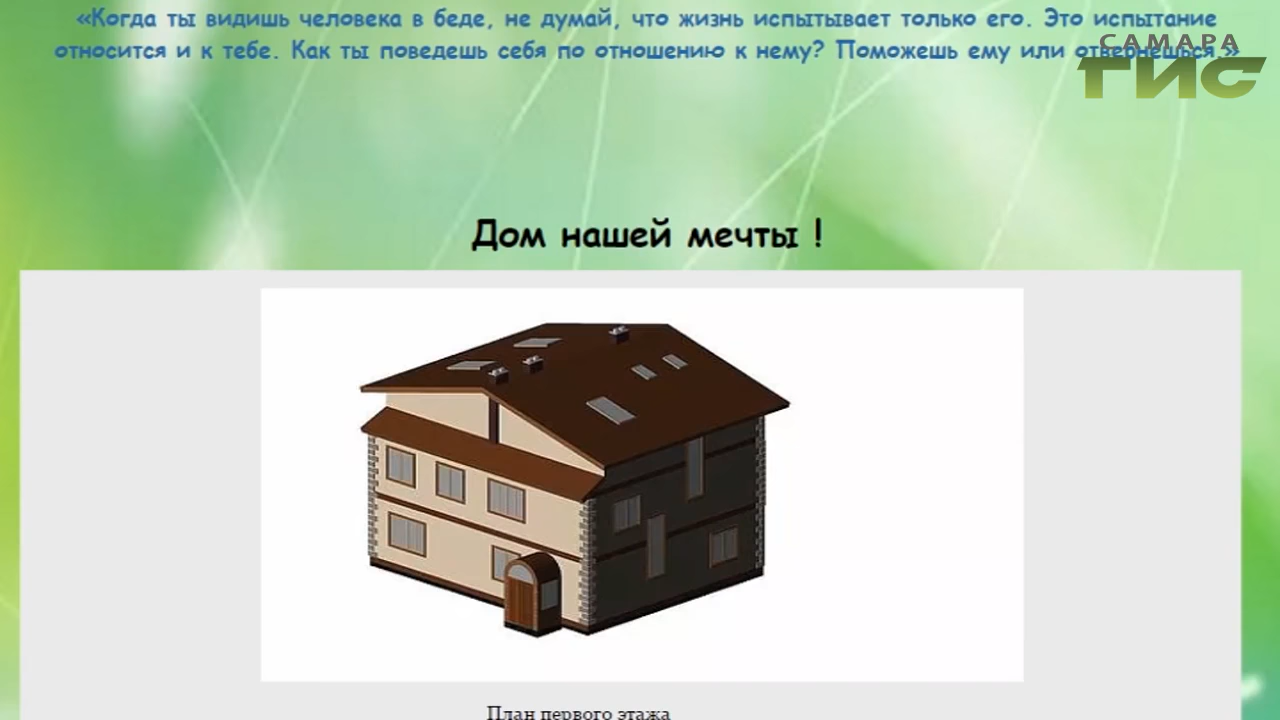 «Когда ты видишь человека в беде, не думай, что жизнь испытывает только его. Это испытание
относится и к тебе. Как ты поведешь себя по отношению к нему? Поможешь ему или отвернешься.»
САМАРА
ГИС
Дом нашей мечты !
План первого этажа